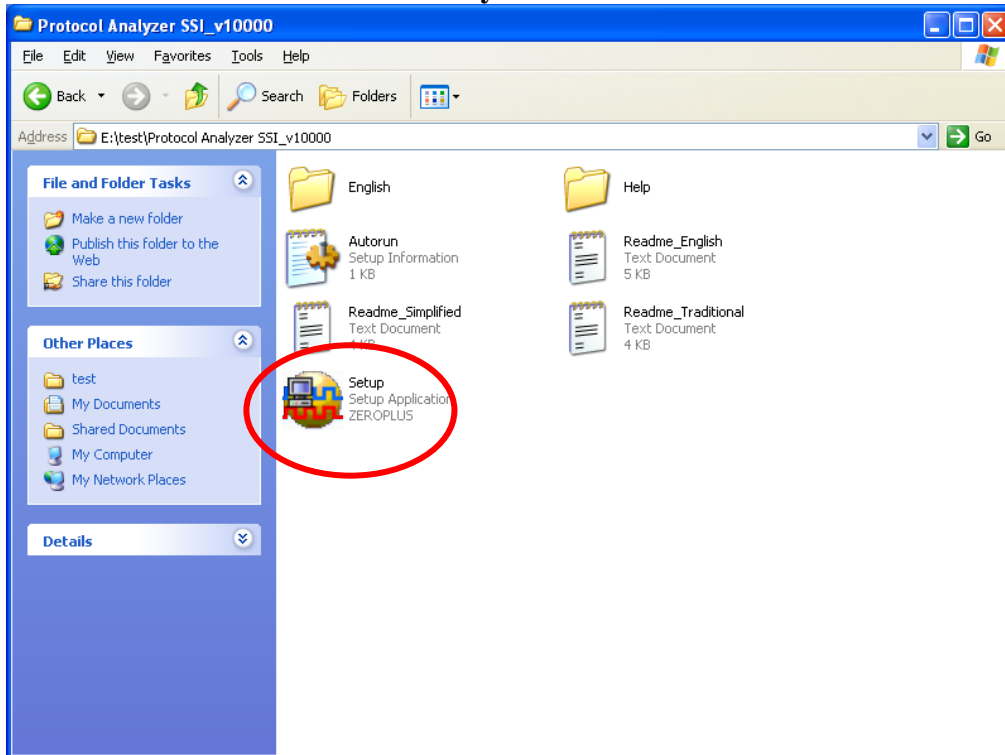 Protocol Analyzer SSI_v10000
File Edit View Favorites Tools Help
Back Search Folders
Address E:\test\Protocol Analyzer SSI_v10000 Go
File and Folder Tasks
Make a new folder
Publish this folder to the
Web
Share this folder
Other Places
test
My Documents
Shared Documents
My Computer
My Network Places
Details
English
Help
Autorun
Setup Information
1 KB
Readme_English
Text Document
5 KB
Readme_Simplified
Text Document
4 KB
Readme_Traditional
Text Document
4 KB
Setup
Setup Application
ZEROPLUS